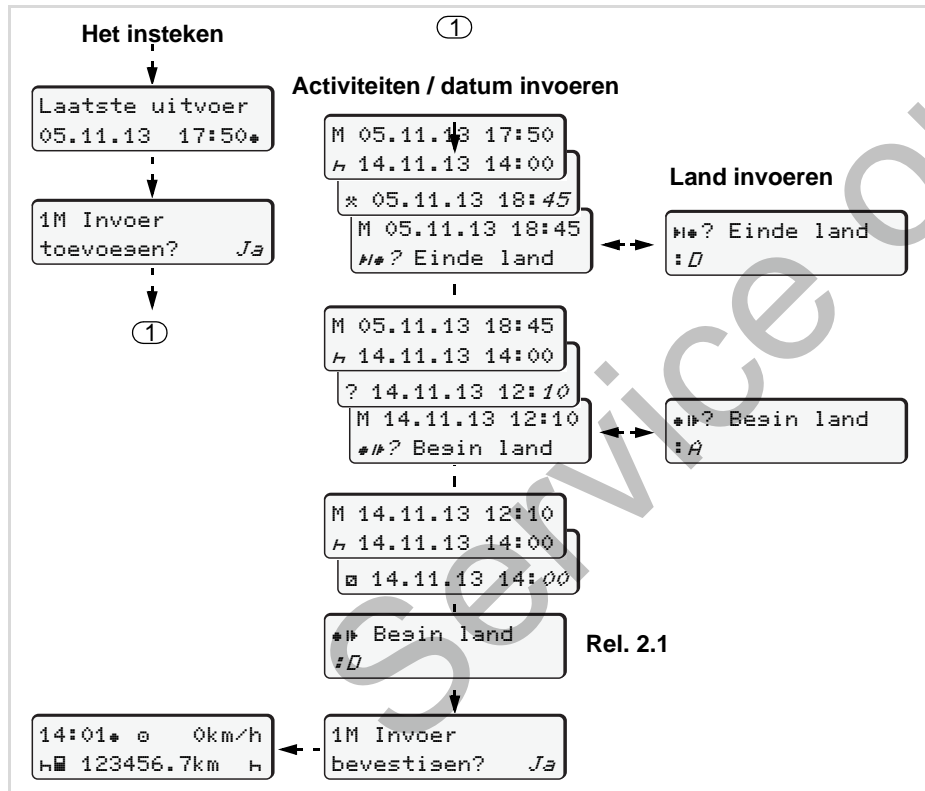 Het insteken
Laatste uitvoer
05.11.13 17:50
1M Invoer
toevoegen? Ja
1
1
Activiteiten / datum invoeren
M 05.11.13 17:50
14.11.13 14:00
05.11.13 18:45
M 05.11.13 18:45
? Einde land
Land invoeren
? Einde land
:D
M 05.11.13 18:45
14.11.13 14:00
? 14.11.13 12:10
M 14.11.13 12:10
? Begin land
? Begin land
:A
M 14.11.13 12:10
14.11.13 14:00
14.11.13 14:00
Begin land
:D
Rel. 2.1
1M Invoer
bevestigen? Ja
14:01 0km/h
123456.7km
Service o